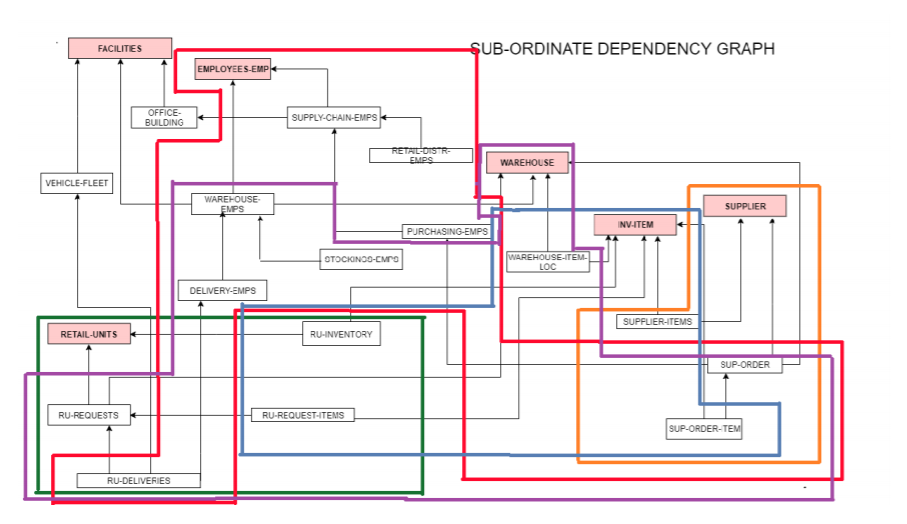 SUB-ORDINATE DEPENDENCY GRAPH
FACILITIES
EMPLOYEES-EMP
OFFICE-
BUILDING
SUPPLY-CHAIN-EMPS
RETAIL-DISTR-
EMPS
WAREHOUSE
VEHICLE-FLEET
WAREHOUSE-
EMPS
SUPPLIER
INV-ITEM
PURCHASING-EMPS
STOCKINGS-EMPS
WAREHOUSE-ITEM-
LOC
DELIVERY-EMPS
SUPPLIER-ITEMS
RETAIL-UNITS
RU-INVENTORY
SUP-ORDER
RU-REQUESTS
RU-REQUEST-ITEMS
SUP-ORDER-ITEM
RU-DELIVERIES